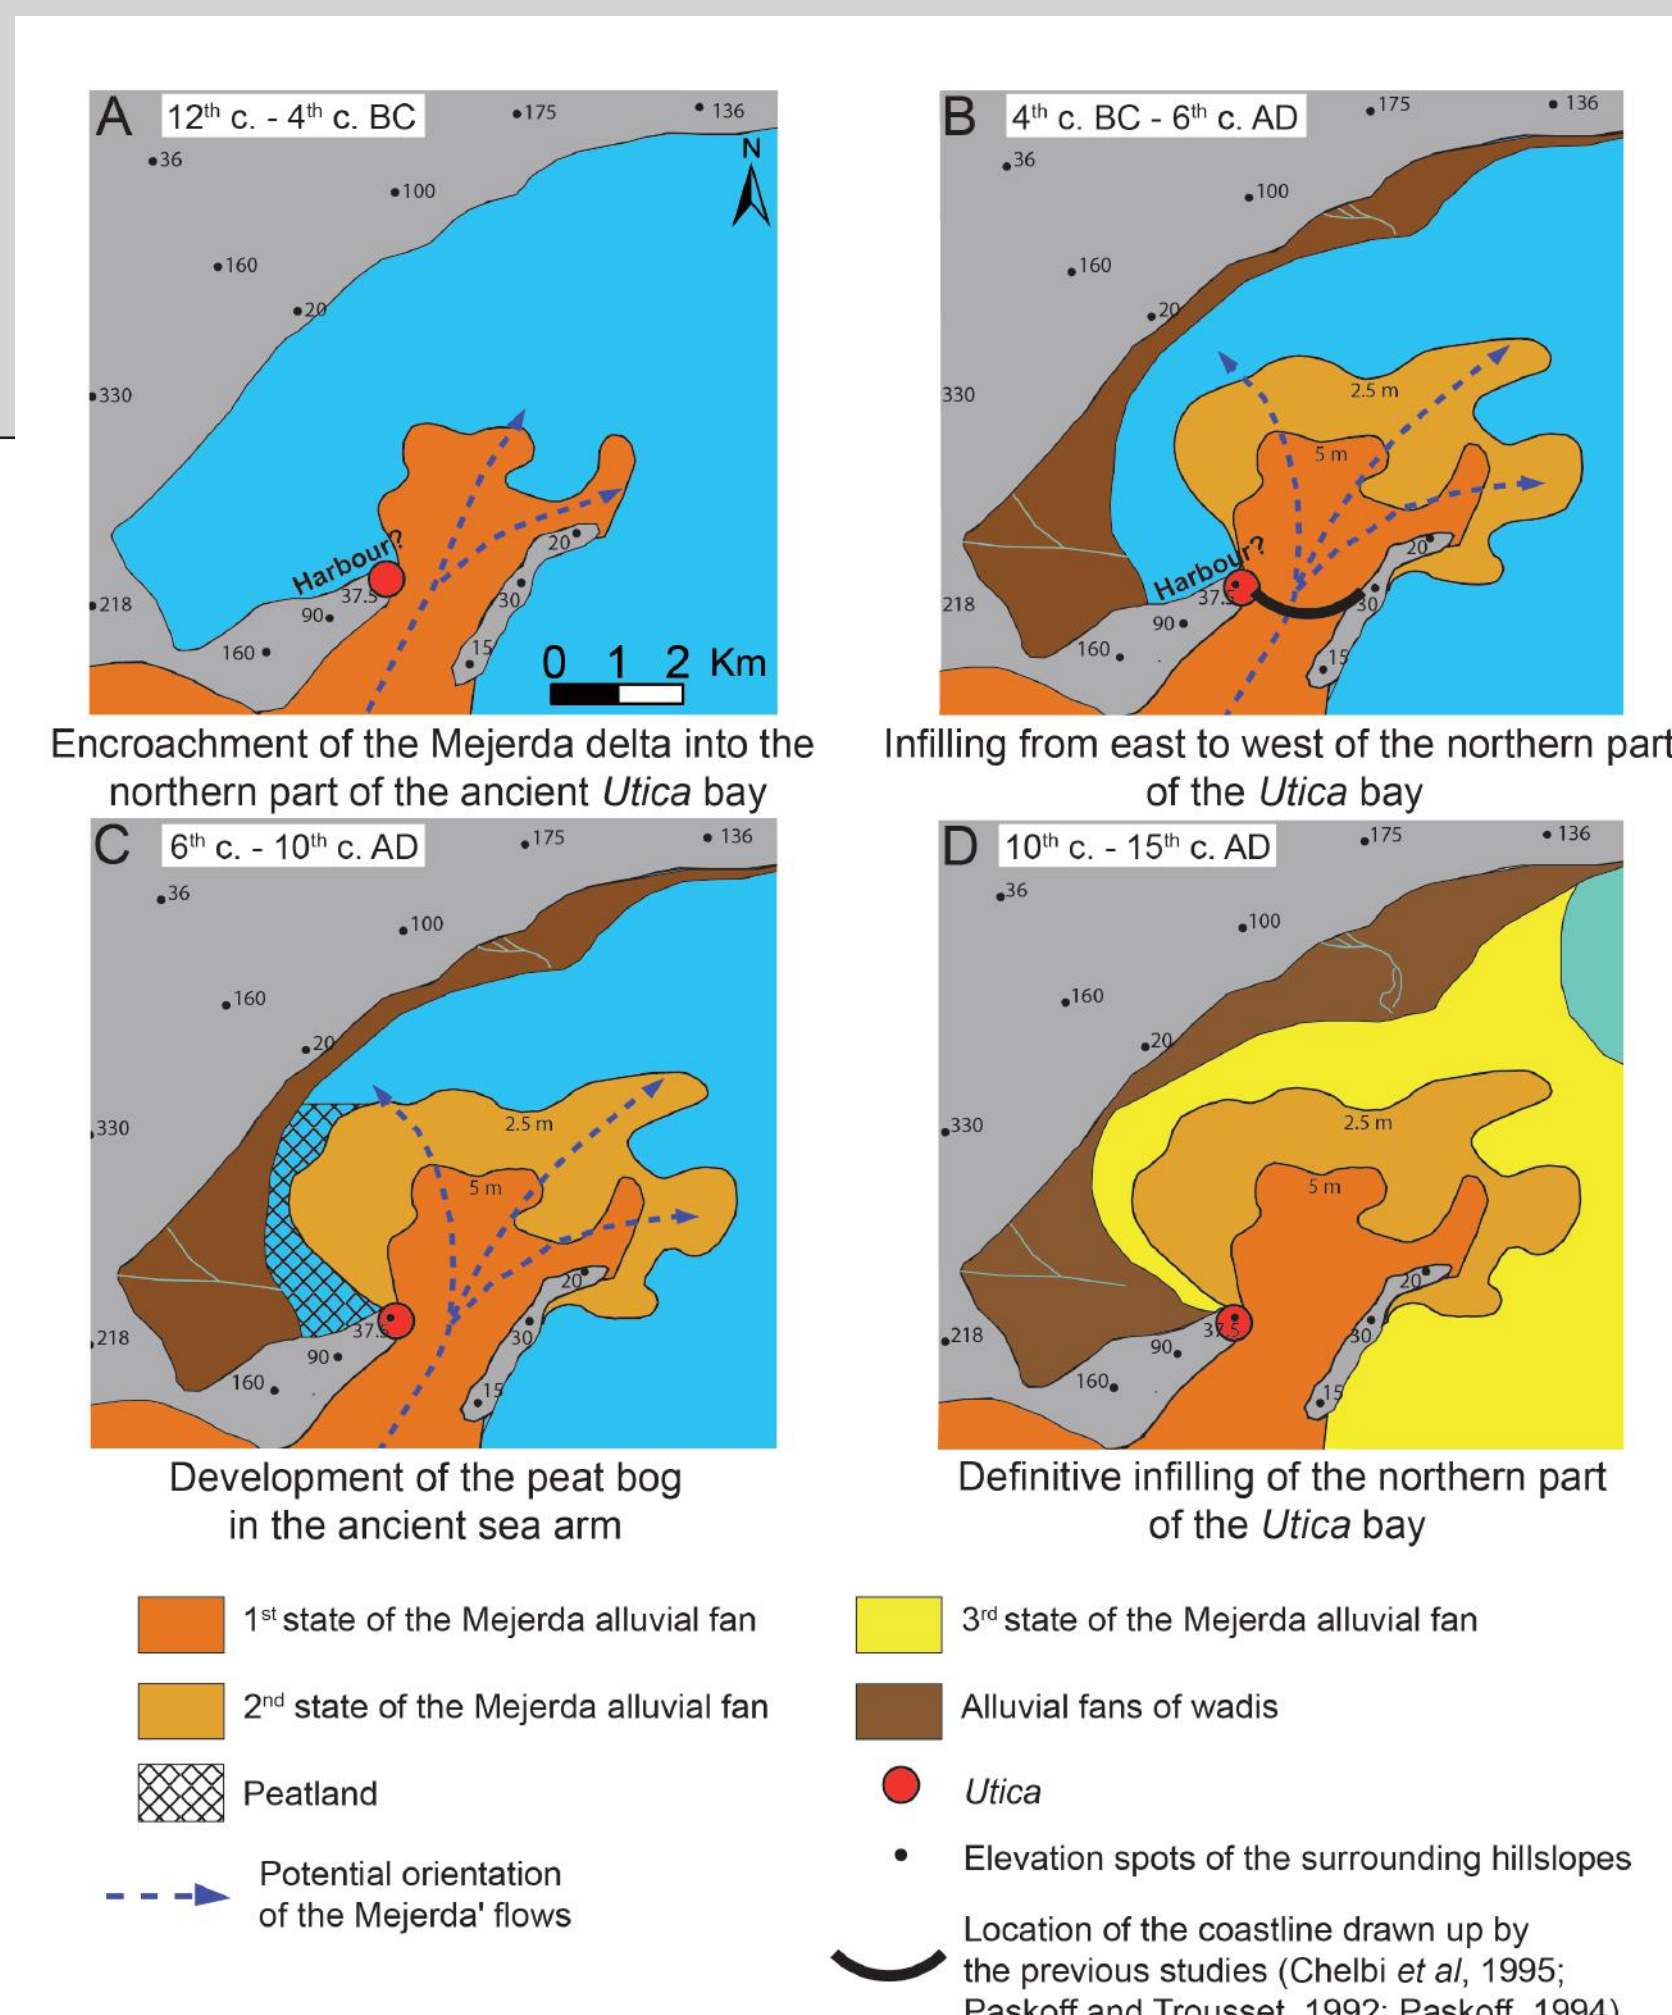 A 12th c. - 4th c. BC
175
136
N
36
100
160
20
330
Harbour?
20
218
37.5
30
90
160
15
0 1 2 Km
Encroachment of the Mejerda delta into the
northern part of the ancient Utica bay
B 4th c. BC - 6th c. AD
175
136
36
100
160
20
330
2.5 m
5 m
Harbour?
20
218
37.5
30
90
160
15
Infilling from east to west of the northern part
of the Utica bay
C 6th c. - 10th c. AD
175
136
36
100
160
20
330
2.5 m
5 m
20
218
37.5
30
90
160
15
Development of the peat bog
in the ancient sea arm
D 10th c. - 15th c. AD
175
136
36
100
160
20
330
2.5 m
5 m
20
218
37.5
30
90
160
15
Definitive infilling of the northern part
of the Utica bay
1st state of the Mejerda alluvial fan
2nd state of the Mejerda alluvial fan
Peatland
Potential orientation
of the Mejerda' flows
3rd state of the Mejerda alluvial fan
Alluvial fans of wadis
Utica
Elevation spots of the surrounding hillslopes
Location of the coastline drawn up by
the previous studies (Chelbi et al, 1995;
Paskoff and Trousset, 1992; Paskoff, 1994)